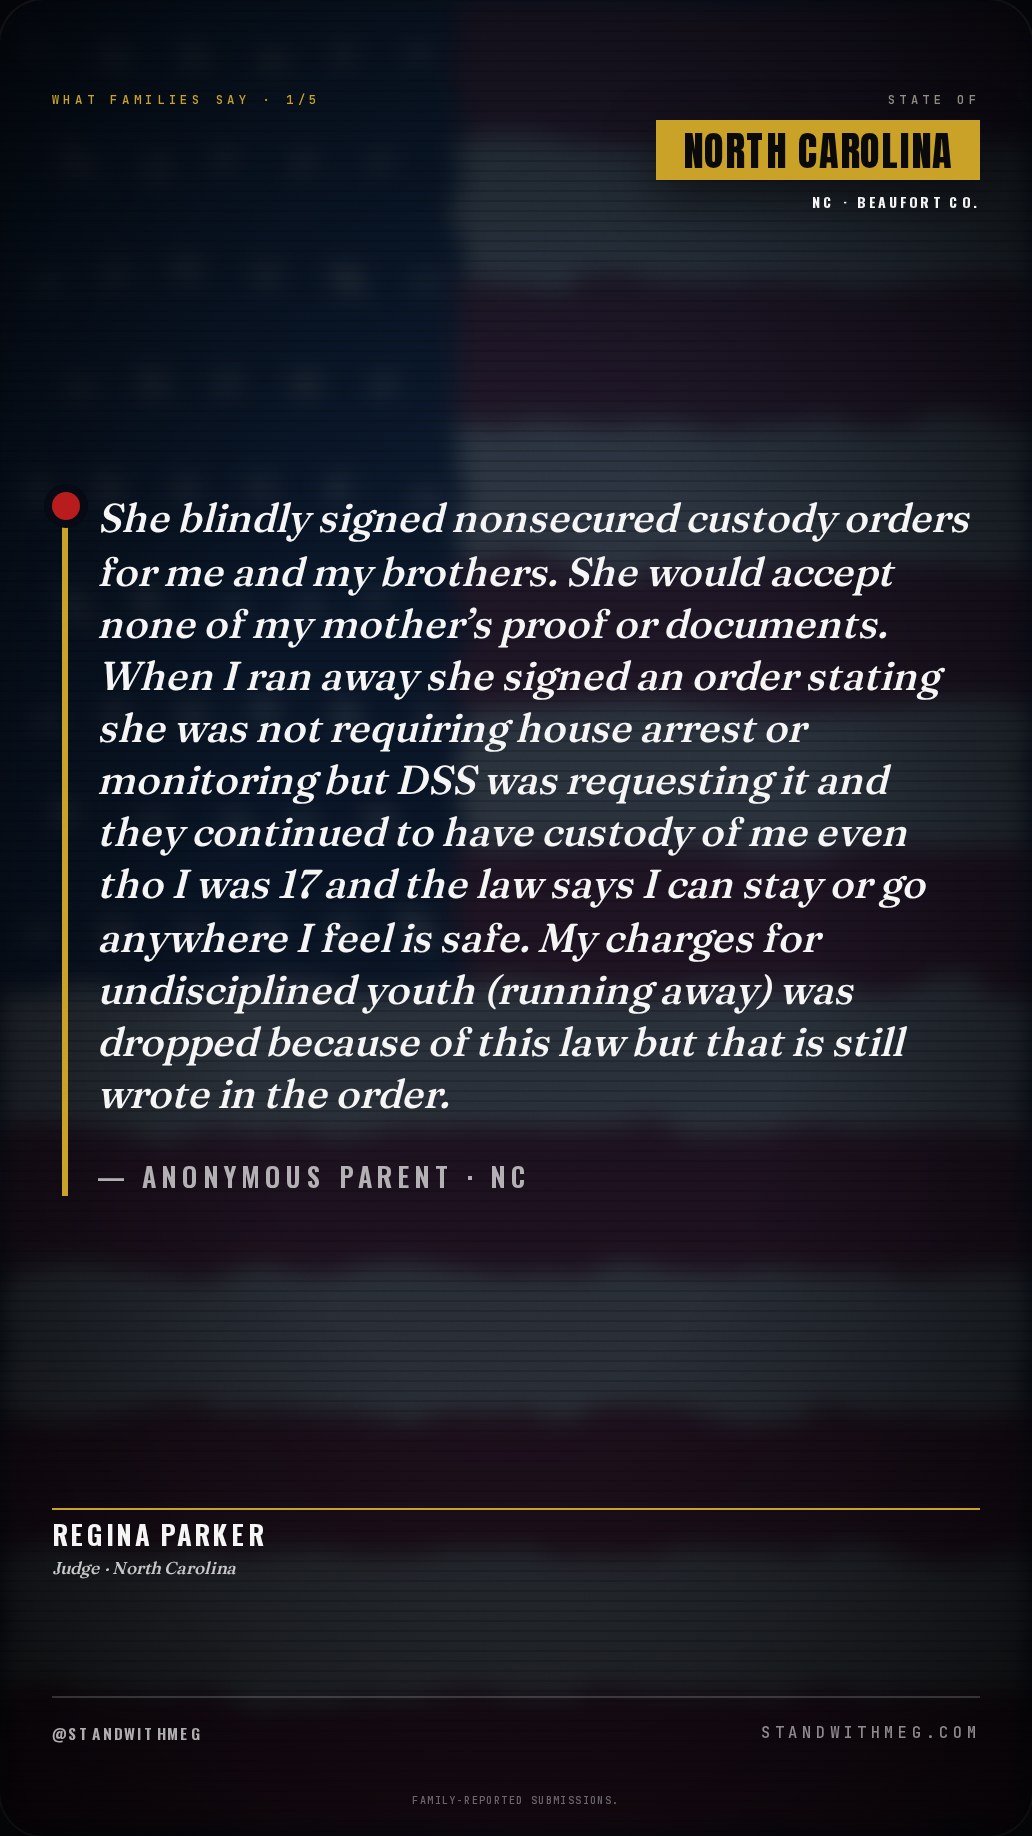 WHAT FAMILIES SAY · 1/5
STATE OF
NORTH CAROLINA
NC · BEAUFORT CO.
She blindly signed nonsecured custody orders
for me and my brothers. She would accept
none of my mother’s proof or documents.
When I ran away she signed an order stating
she was not requiring house arrest or
monitoring but DSS was requesting it and
they continued to have custody of me even
tho I was 17 and the law says I can stay or go
anywhere I feel is safe. My charges for
undisciplined youth (running away) was
dropped because of this law but that is still
wrote in the order.
— ANONYMOUS PARENT · NC
REGINA PARKER
Judge · North Carolina
@STANDWITHMEG
STANDWITHMEG.COM
FAMILY-REPORTED SUBMISSIONS.